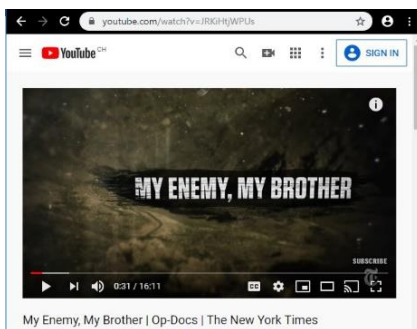 youtube.com/watch?v=JRKiHtjWPUs
YouTube CH
SIGN IN
MY ENEMY, MY BROTHER
SUBSCRIBE
0:31 / 16:11
CC
My Enemy, My Brother | Op-Docs | The New York Times